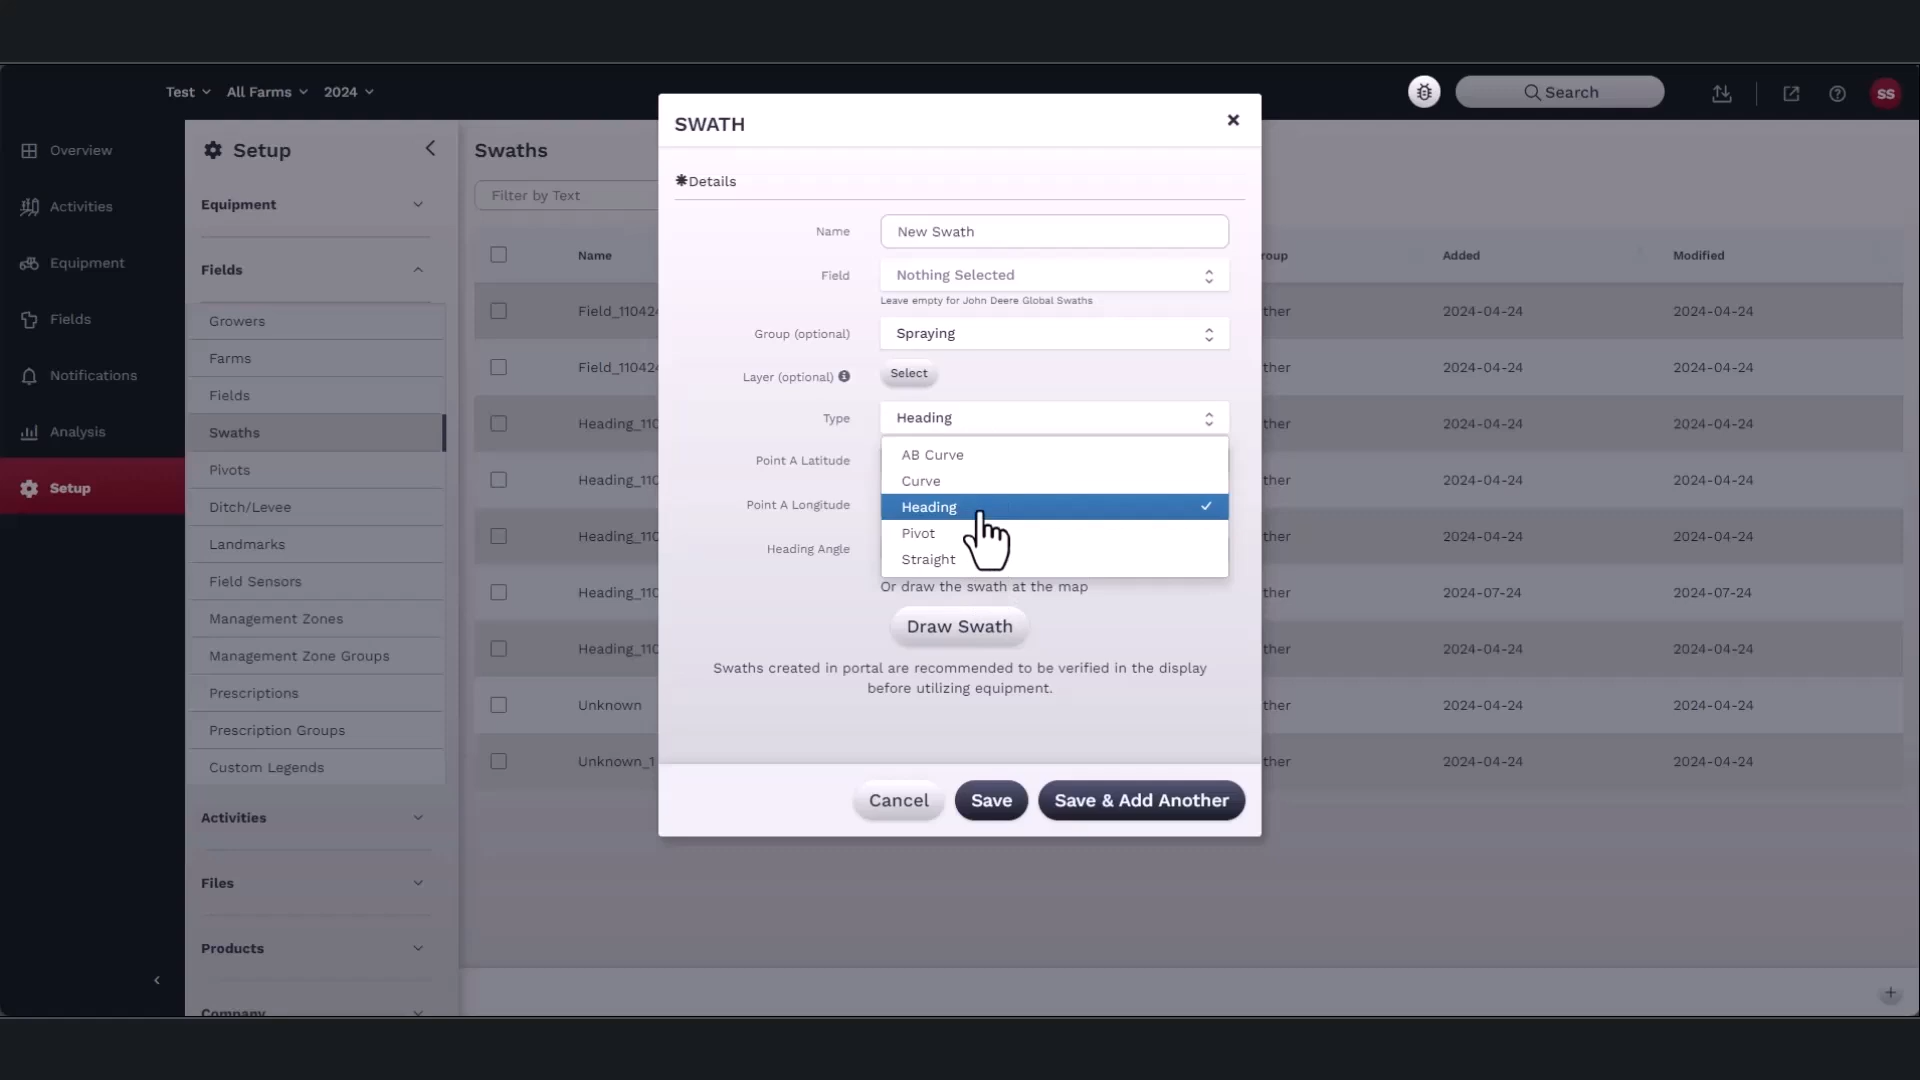 Test All Farms 2024 Search SS
Overview
Activities
Equipment
Fields
Notifications
Analysis
Setup
Setup
Equipment
Fields
Growers
Farms
Fields
Swaths
Pivots
Ditch/Levee
Landmarks
Field Sensors
Management Zones
Management Zone Groups
Prescriptions
Prescription Groups
Custom Legends
Activities
Files
Products
Company
Swaths
Filter by Text
Name roup Added Modified
Field_11042 ther 2024-04-24 2024-04-24
Field_11042 ther 2024-04-24 2024-04-24
Heading_110 ther 2024-04-24 2024-04-24
Heading_110 ther 2024-04-24 2024-04-24
Heading_110 ther 2024-04-24 2024-04-24
Heading_110 ther 2024-07-24 2024-07-24
Heading_110 ther 2024-04-24 2024-04-24
Unknown ther 2024-04-24 2024-04-24
Unknown_1 ther 2024-04-24 2024-04-24
SWATH
✱Details
Name New Swath
Field Nothing Selected
Leave empty for John Deere Global Swaths
Group (optional) Spraying
Layer (optional) Select
Type Heading
AB Curve
Curve
Heading
Pivot
Straight
Point A Latitude
Point A Longitude
Heading Angle
Or draw the swath at the map
Draw Swath
Swaths created in portal are recommended to be verified in the display
before utilizing equipment.
Cancel Save Save & Add Another